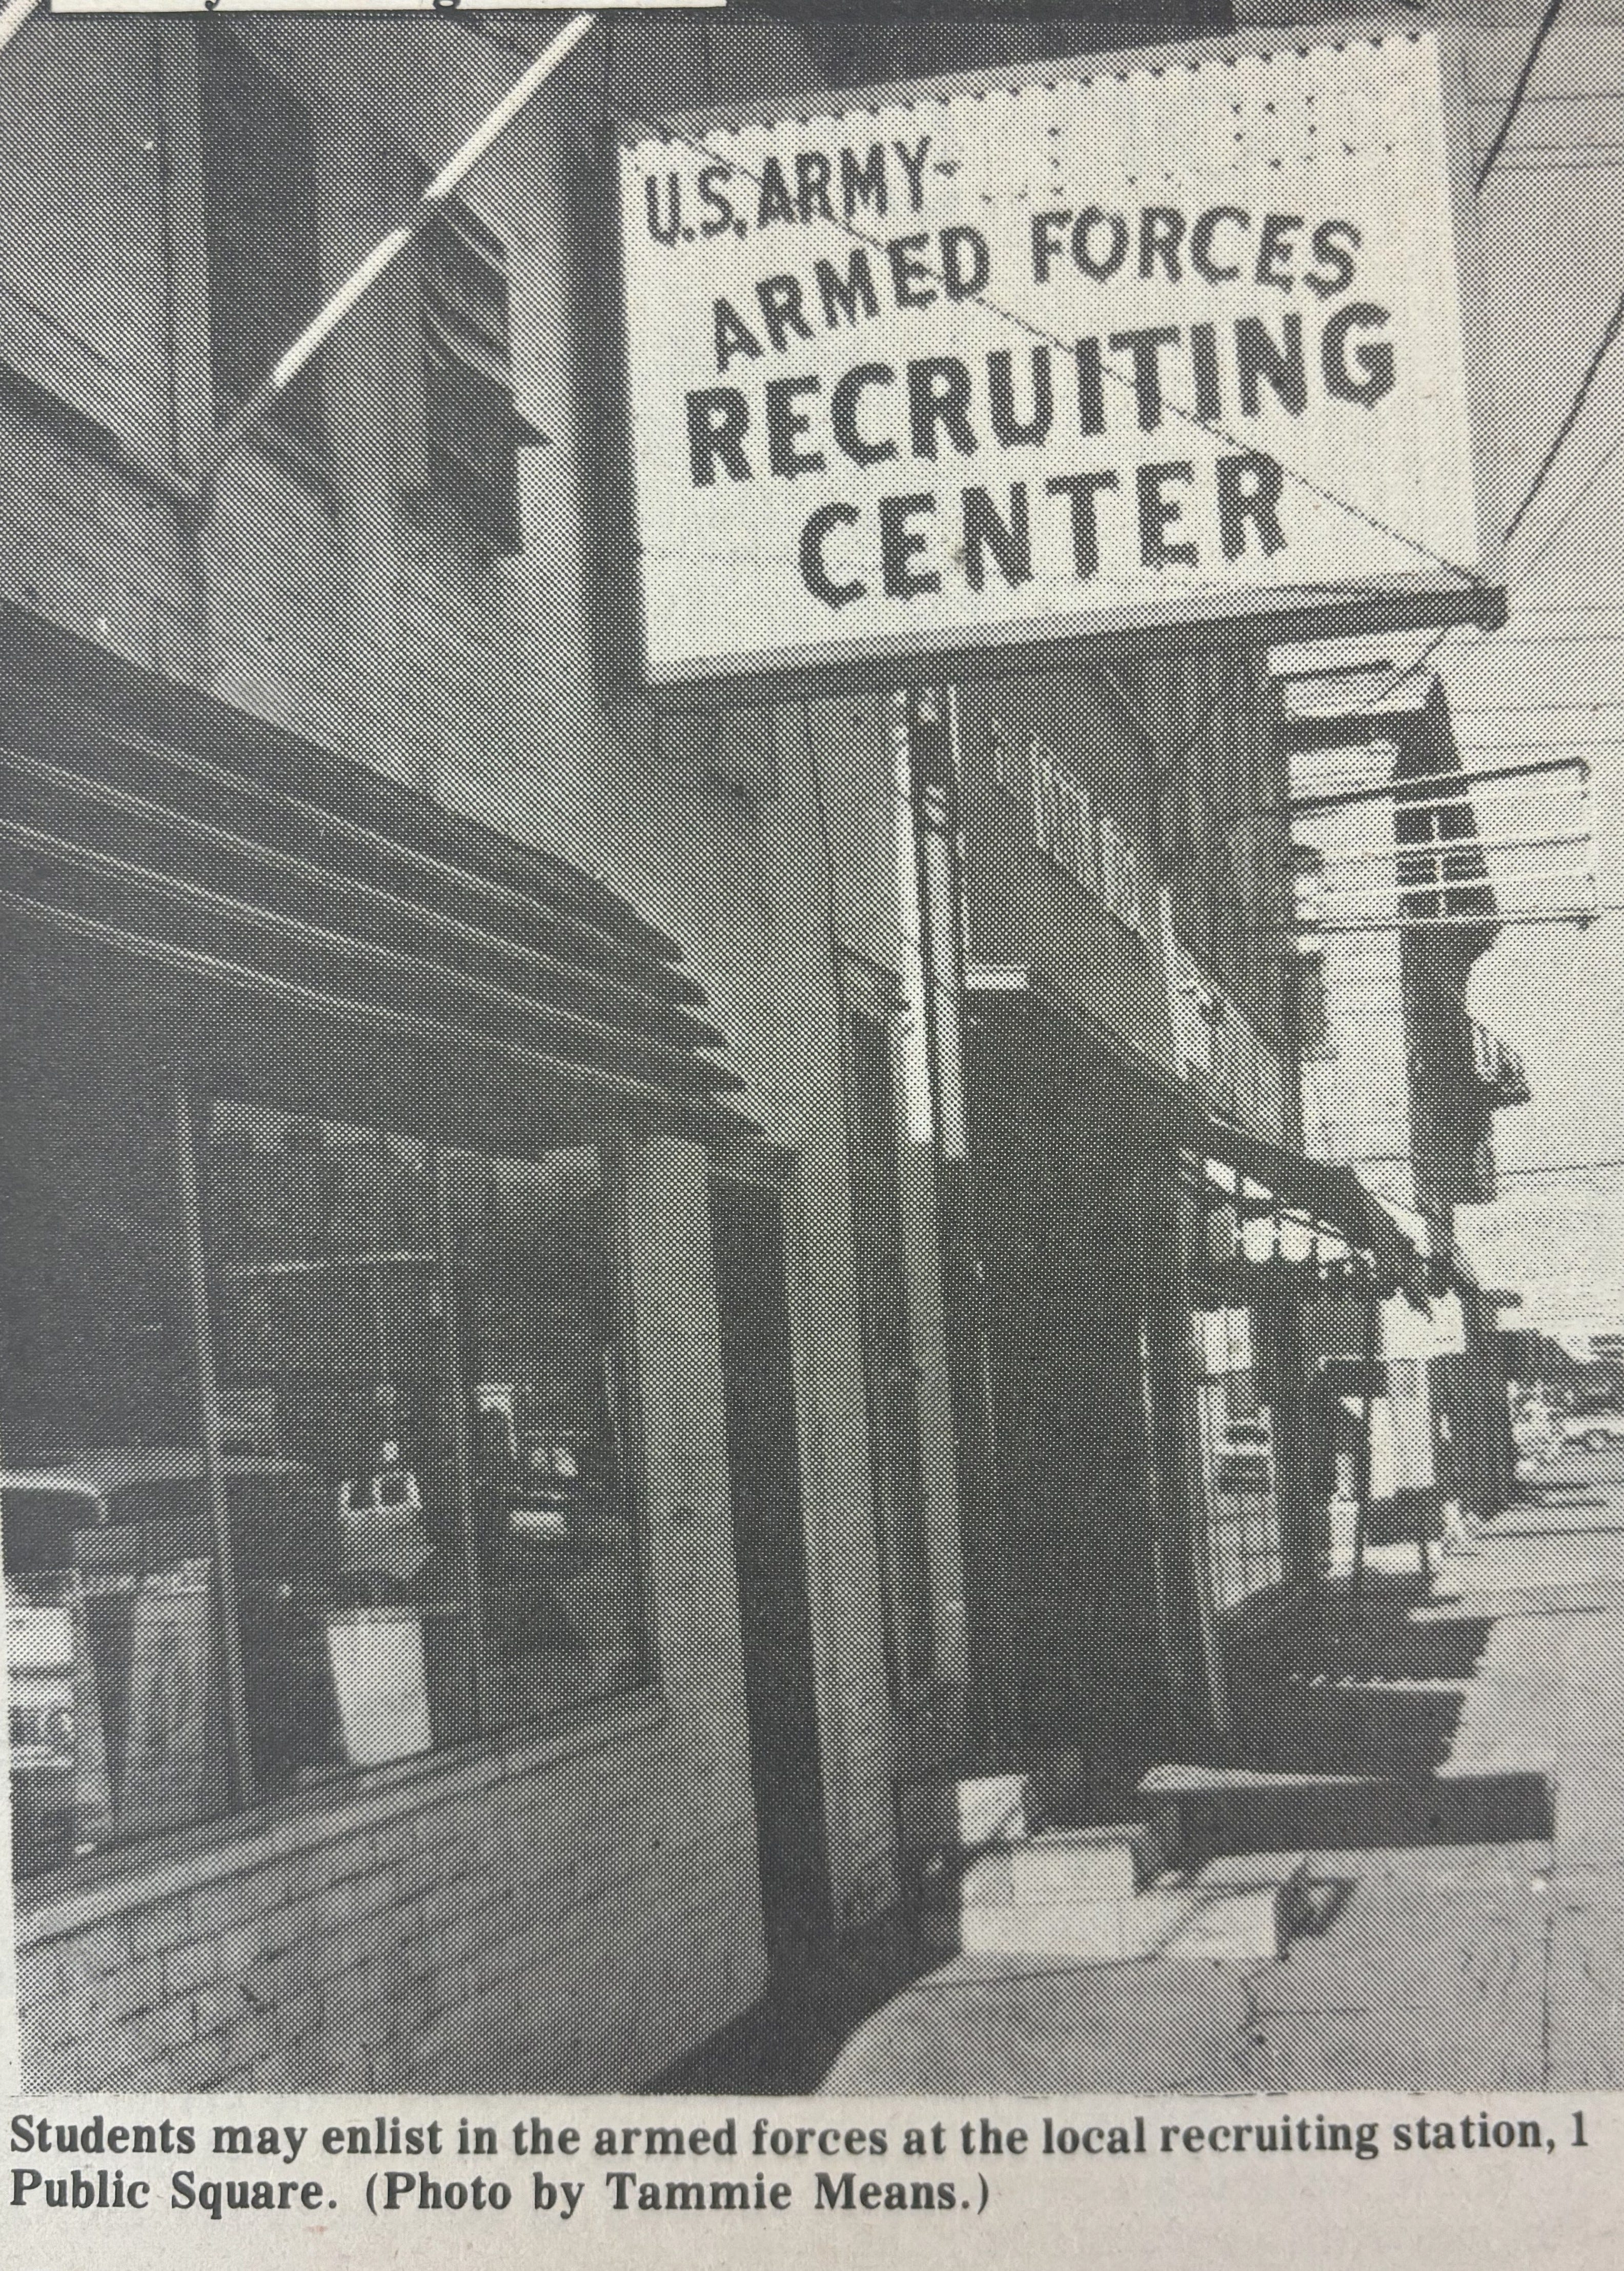 U.S. ARMY-
ARMED FORCES
RECRUITING
CENTER
Students may enlist in the armed forces at the local recruiting station, 1
Public Square. (Photo by Tammie Means.)